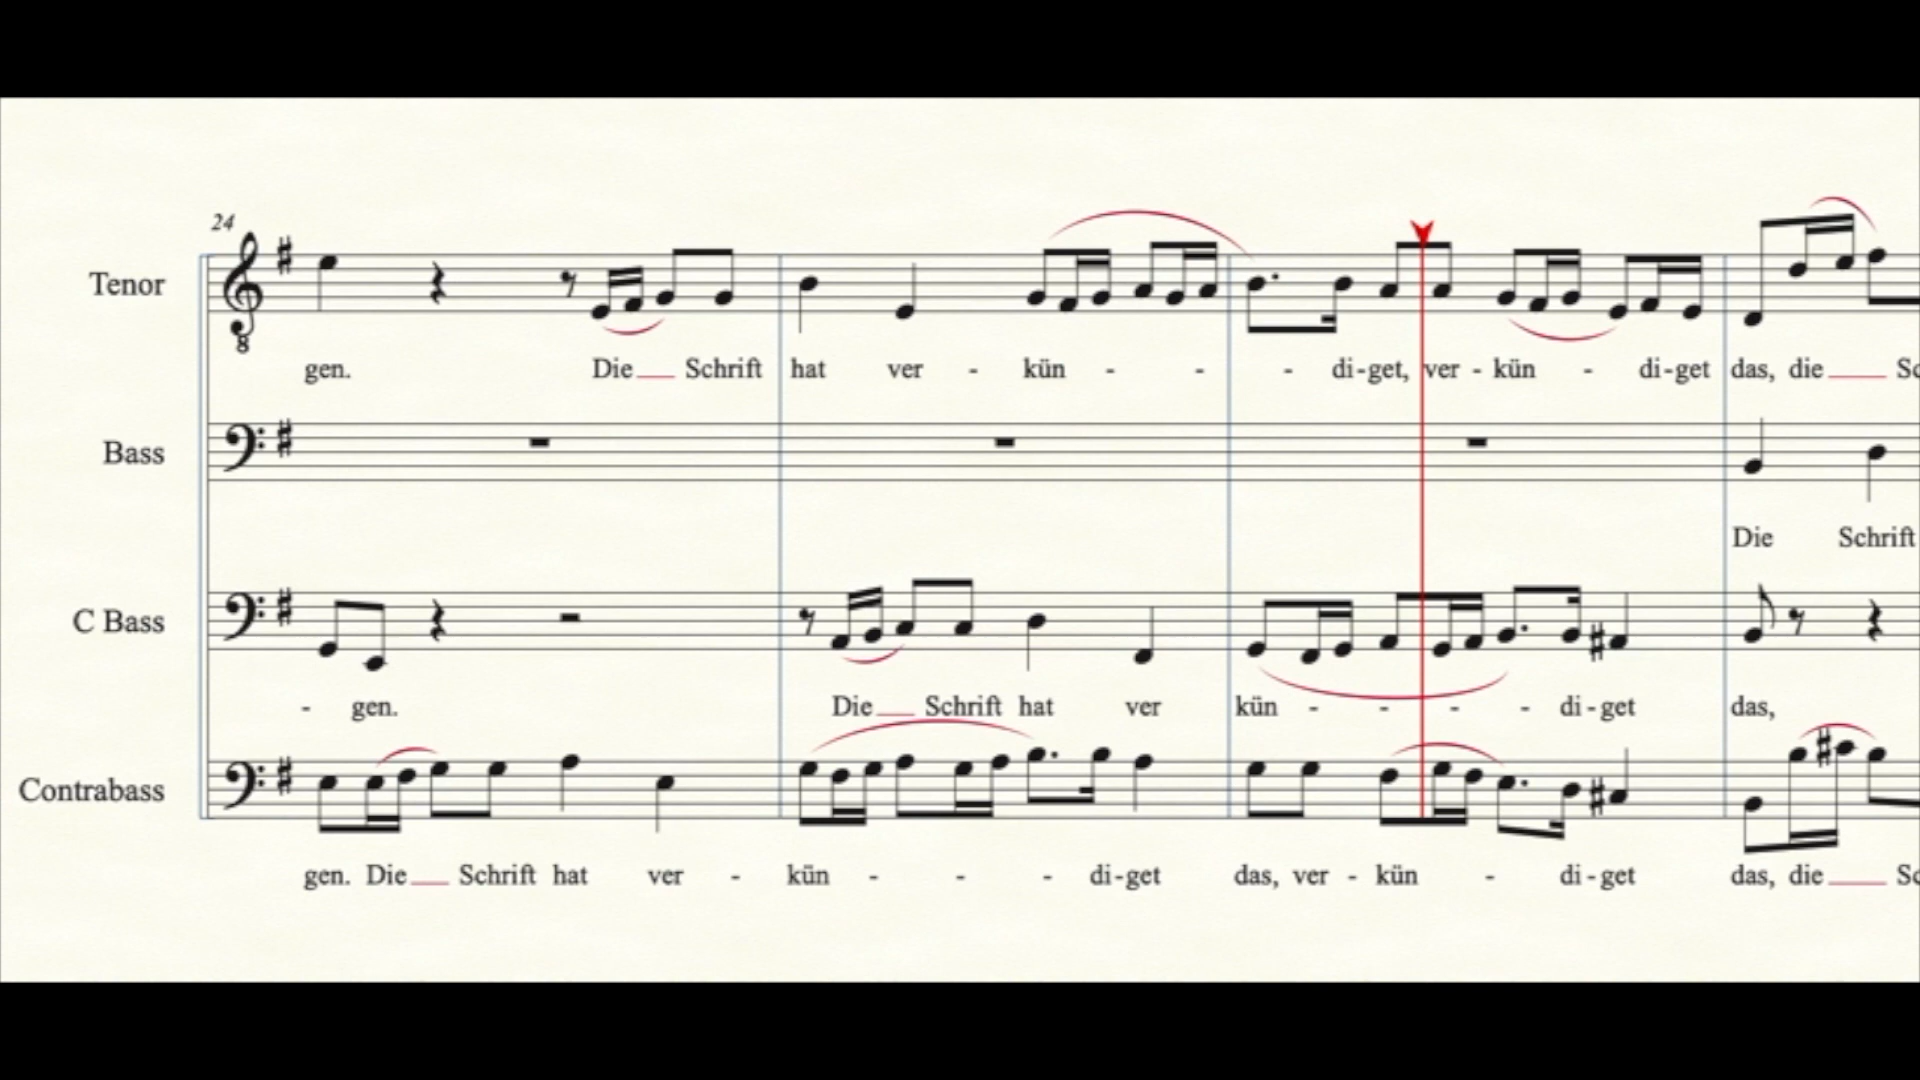 24
Tenor
8
gen. Die Schrift hat ver - kün - - - di-get, ver - kün - di-get das, die
Bass
Die Schrift
C Bass
- gen. Die Schrift hat ver kün - - - - di-get das,
Contrabass
gen. Die Schrift hat ver - kün - - - di-get das, ver - kün - di-get das, die